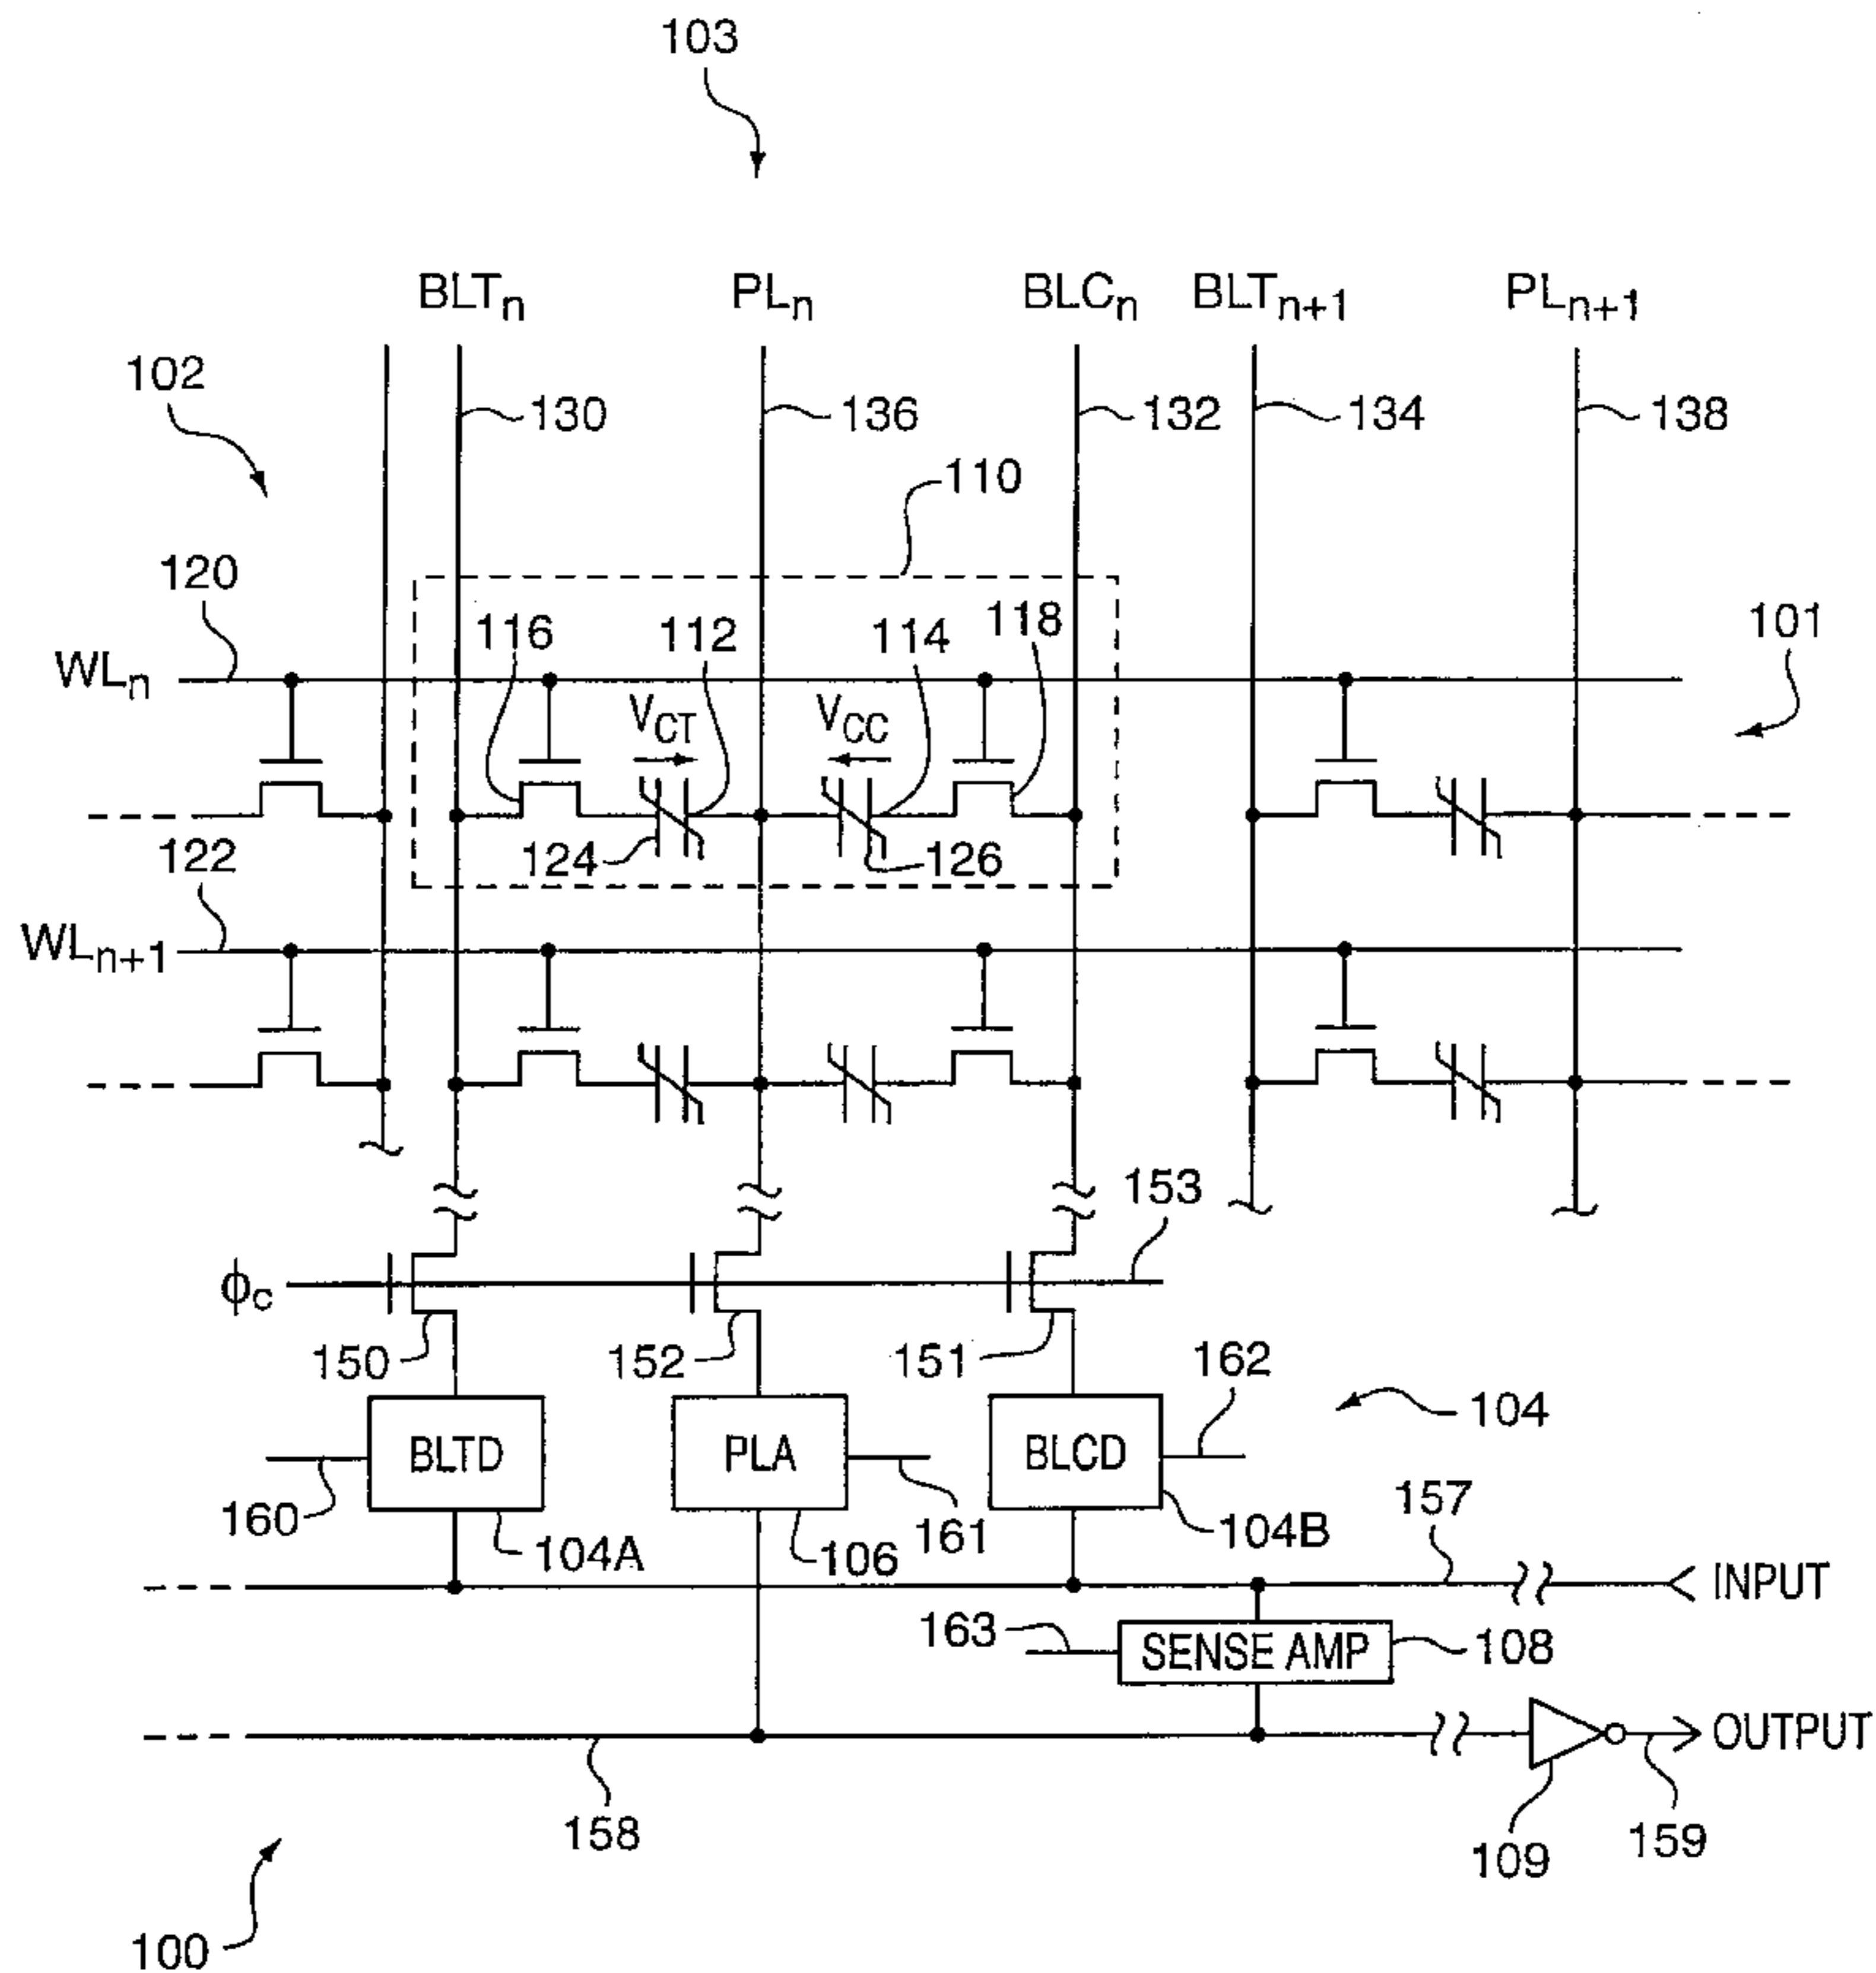 103
BLTn PLn BLCn BLTn+1 PLn+1
102
130 136 132 134 138
110
120
116 112 114 118
101
WLn
VCT VCC
124 126
122
WLn+1
153
ϕc
150 152 151 162
104
BLTD PLA BLCD
157
160 104A 106 161 104B
INPUT
163 SENSE AMP 108
OUTPUT
158 109 159
100